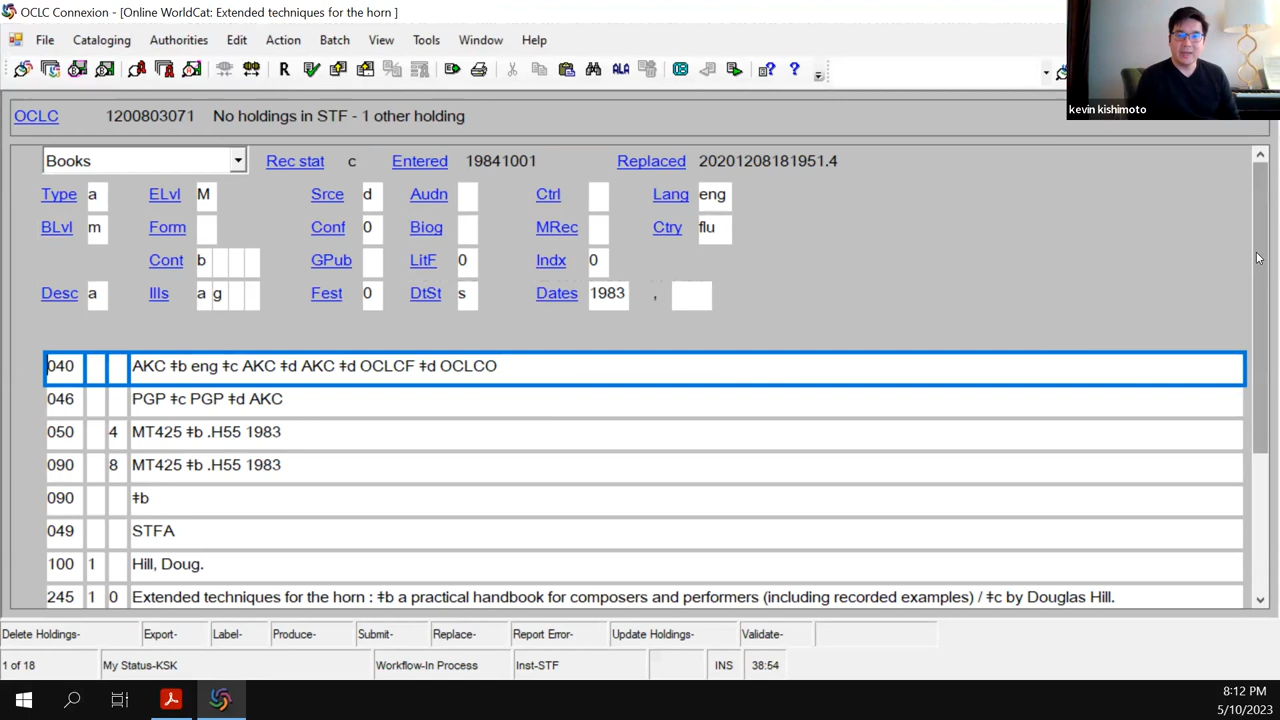 OCLC Connexion - [Online WorldCat: Extended techniques for the horn ]
File Cataloging Authorities Edit Action Batch View Tools Window Help
R ALA ? ?
kevin kishimoto
OCLC 1200803071 No holdings in STF - 1 other holding
Books Rec stat c Entered 19841001 Replaced 20201208181951.4
Type a ELvl M Srce d Audn Ctrl Lang eng
BLvl m Form Conf 0 Biog MRec Ctry flu
Cont b GPub LitF 0 Indx 0
Desc a Ills a g Fest 0 DtSt s Dates 1983 ,
040 AKC ‡b eng ‡c AKC ‡d AKC ‡d OCLCF ‡d OCLCO
046 PGP ‡c PGP ‡d AKC
050 4 MT425 ‡b .H55 1983
090 8 MT425 ‡b .H55 1983
090 ‡b
049 STFA
100 1 Hill, Doug.
245 1 0 Extended techniques for the horn : ‡b a practical handbook for composers and performers (including recorded examples) / ‡c by Douglas Hill.
Delete Holdings- Export- Label- Produce- Submit- Replace- Report Error- Update Holdings- Validate-
1 of 18 My Status-KSK Workflow-In Process Inst-STF INS 38:54
8:12 PM
5/10/2023